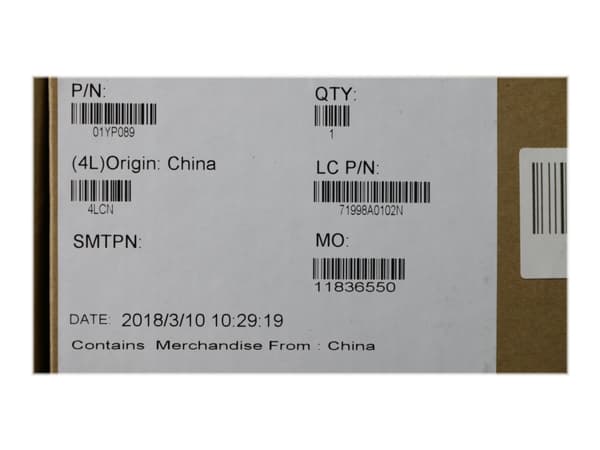 P/N:
QTY:
01YP089
1
(4L)Origin: China
LC P/N:
4LCN
71998A0102N
SMTPN:
MO:
11836550
DATE: 2018/3/10 10:29:19
Contains Merchandise From : China